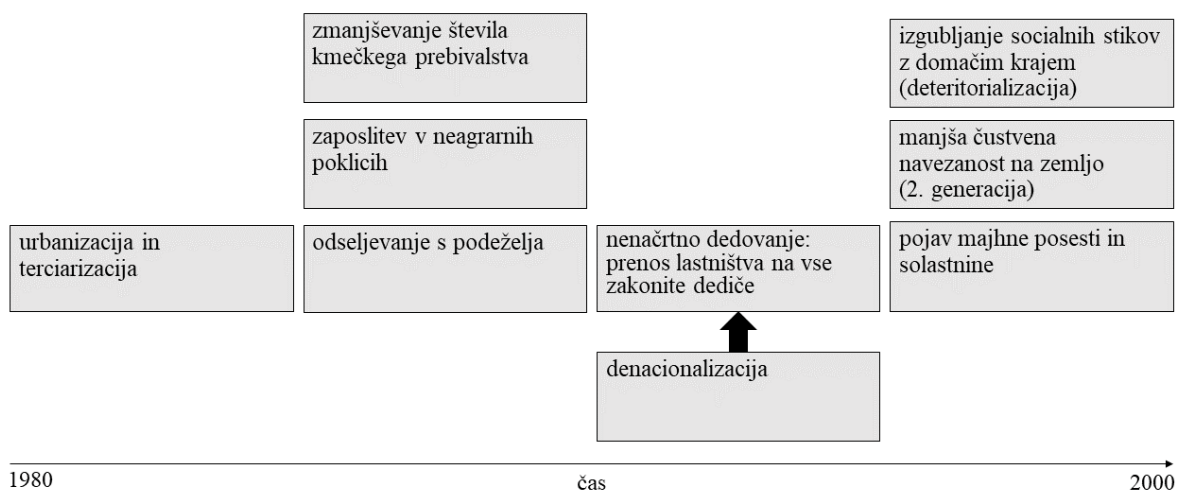 zmanjševanje števila
kmečkega prebivalstva
izgubljanje socialnih stikov
z domačim krajem
(deteritorializacija)
zaposlitev v neagrarnih
poklicih
manjša čustvena
navezanost na zemljo
(2. generacija)
urbanizacija in
terciarizacija
odseljevanje s podeželja
nenačrtno dedovanje:
prenos lastništva na vse
zakonite dediče
pojav majhne posesti in
solastnine
denacionalizacija
1980
čas
2000